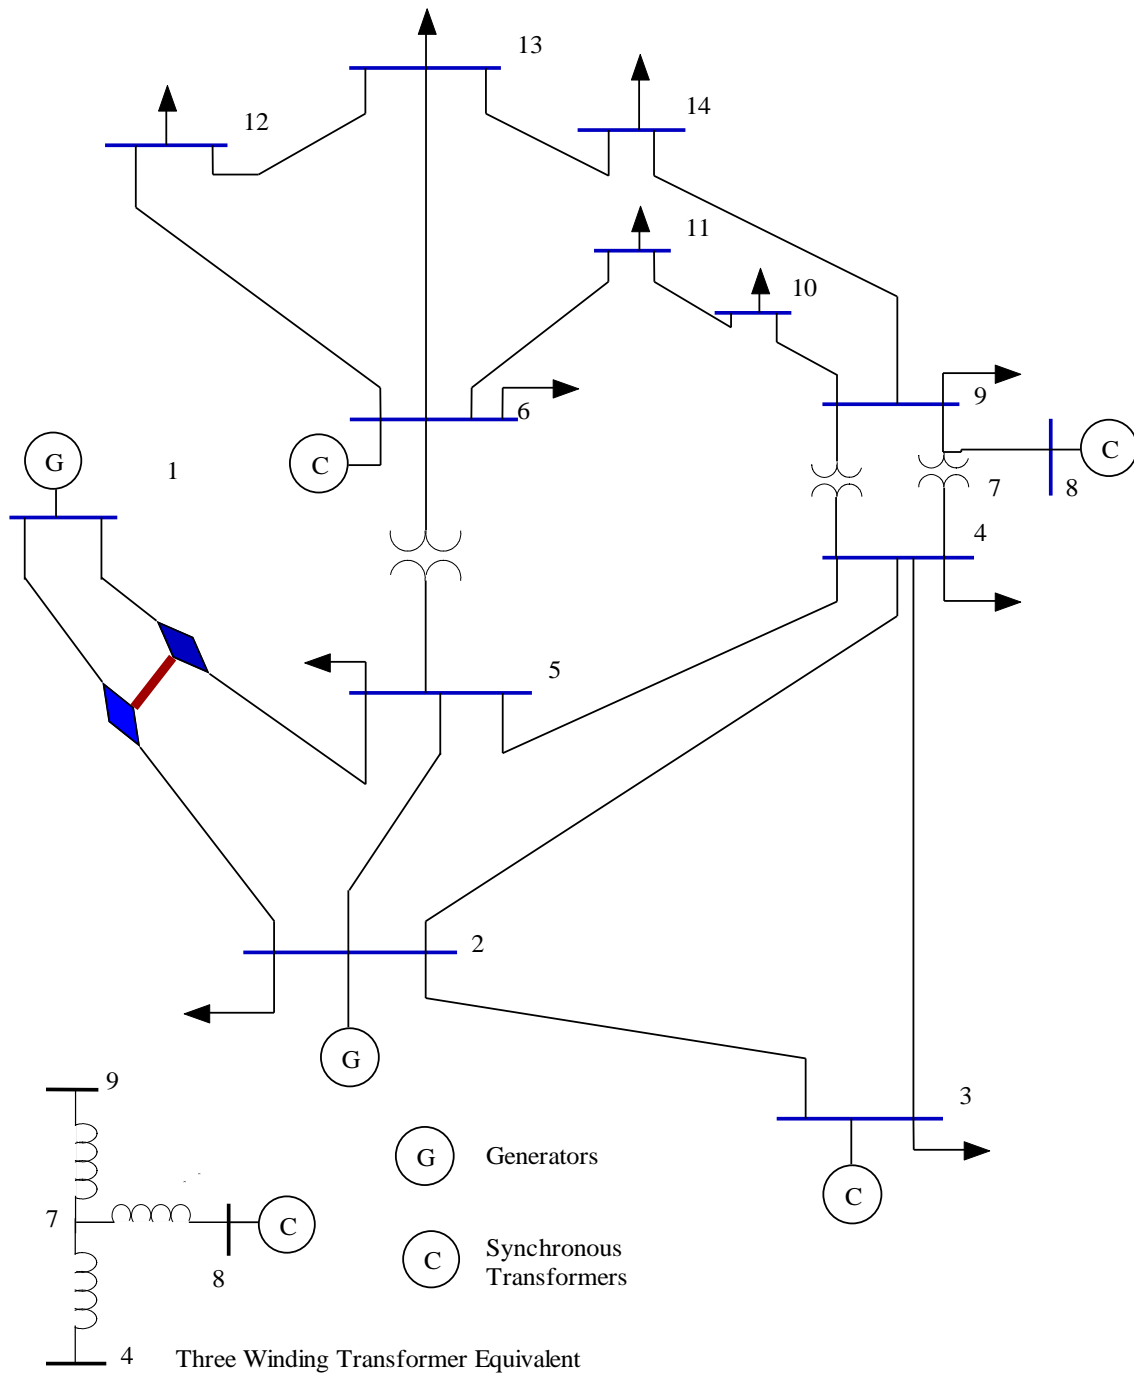 13
12
14
11
10
9
6
G
1
C
C
7
8
4
5
2
G
9
3
G
Generators
C
7
C
Synchronous
C
Transformers
8
4
Three Winding Transformer Equivalent